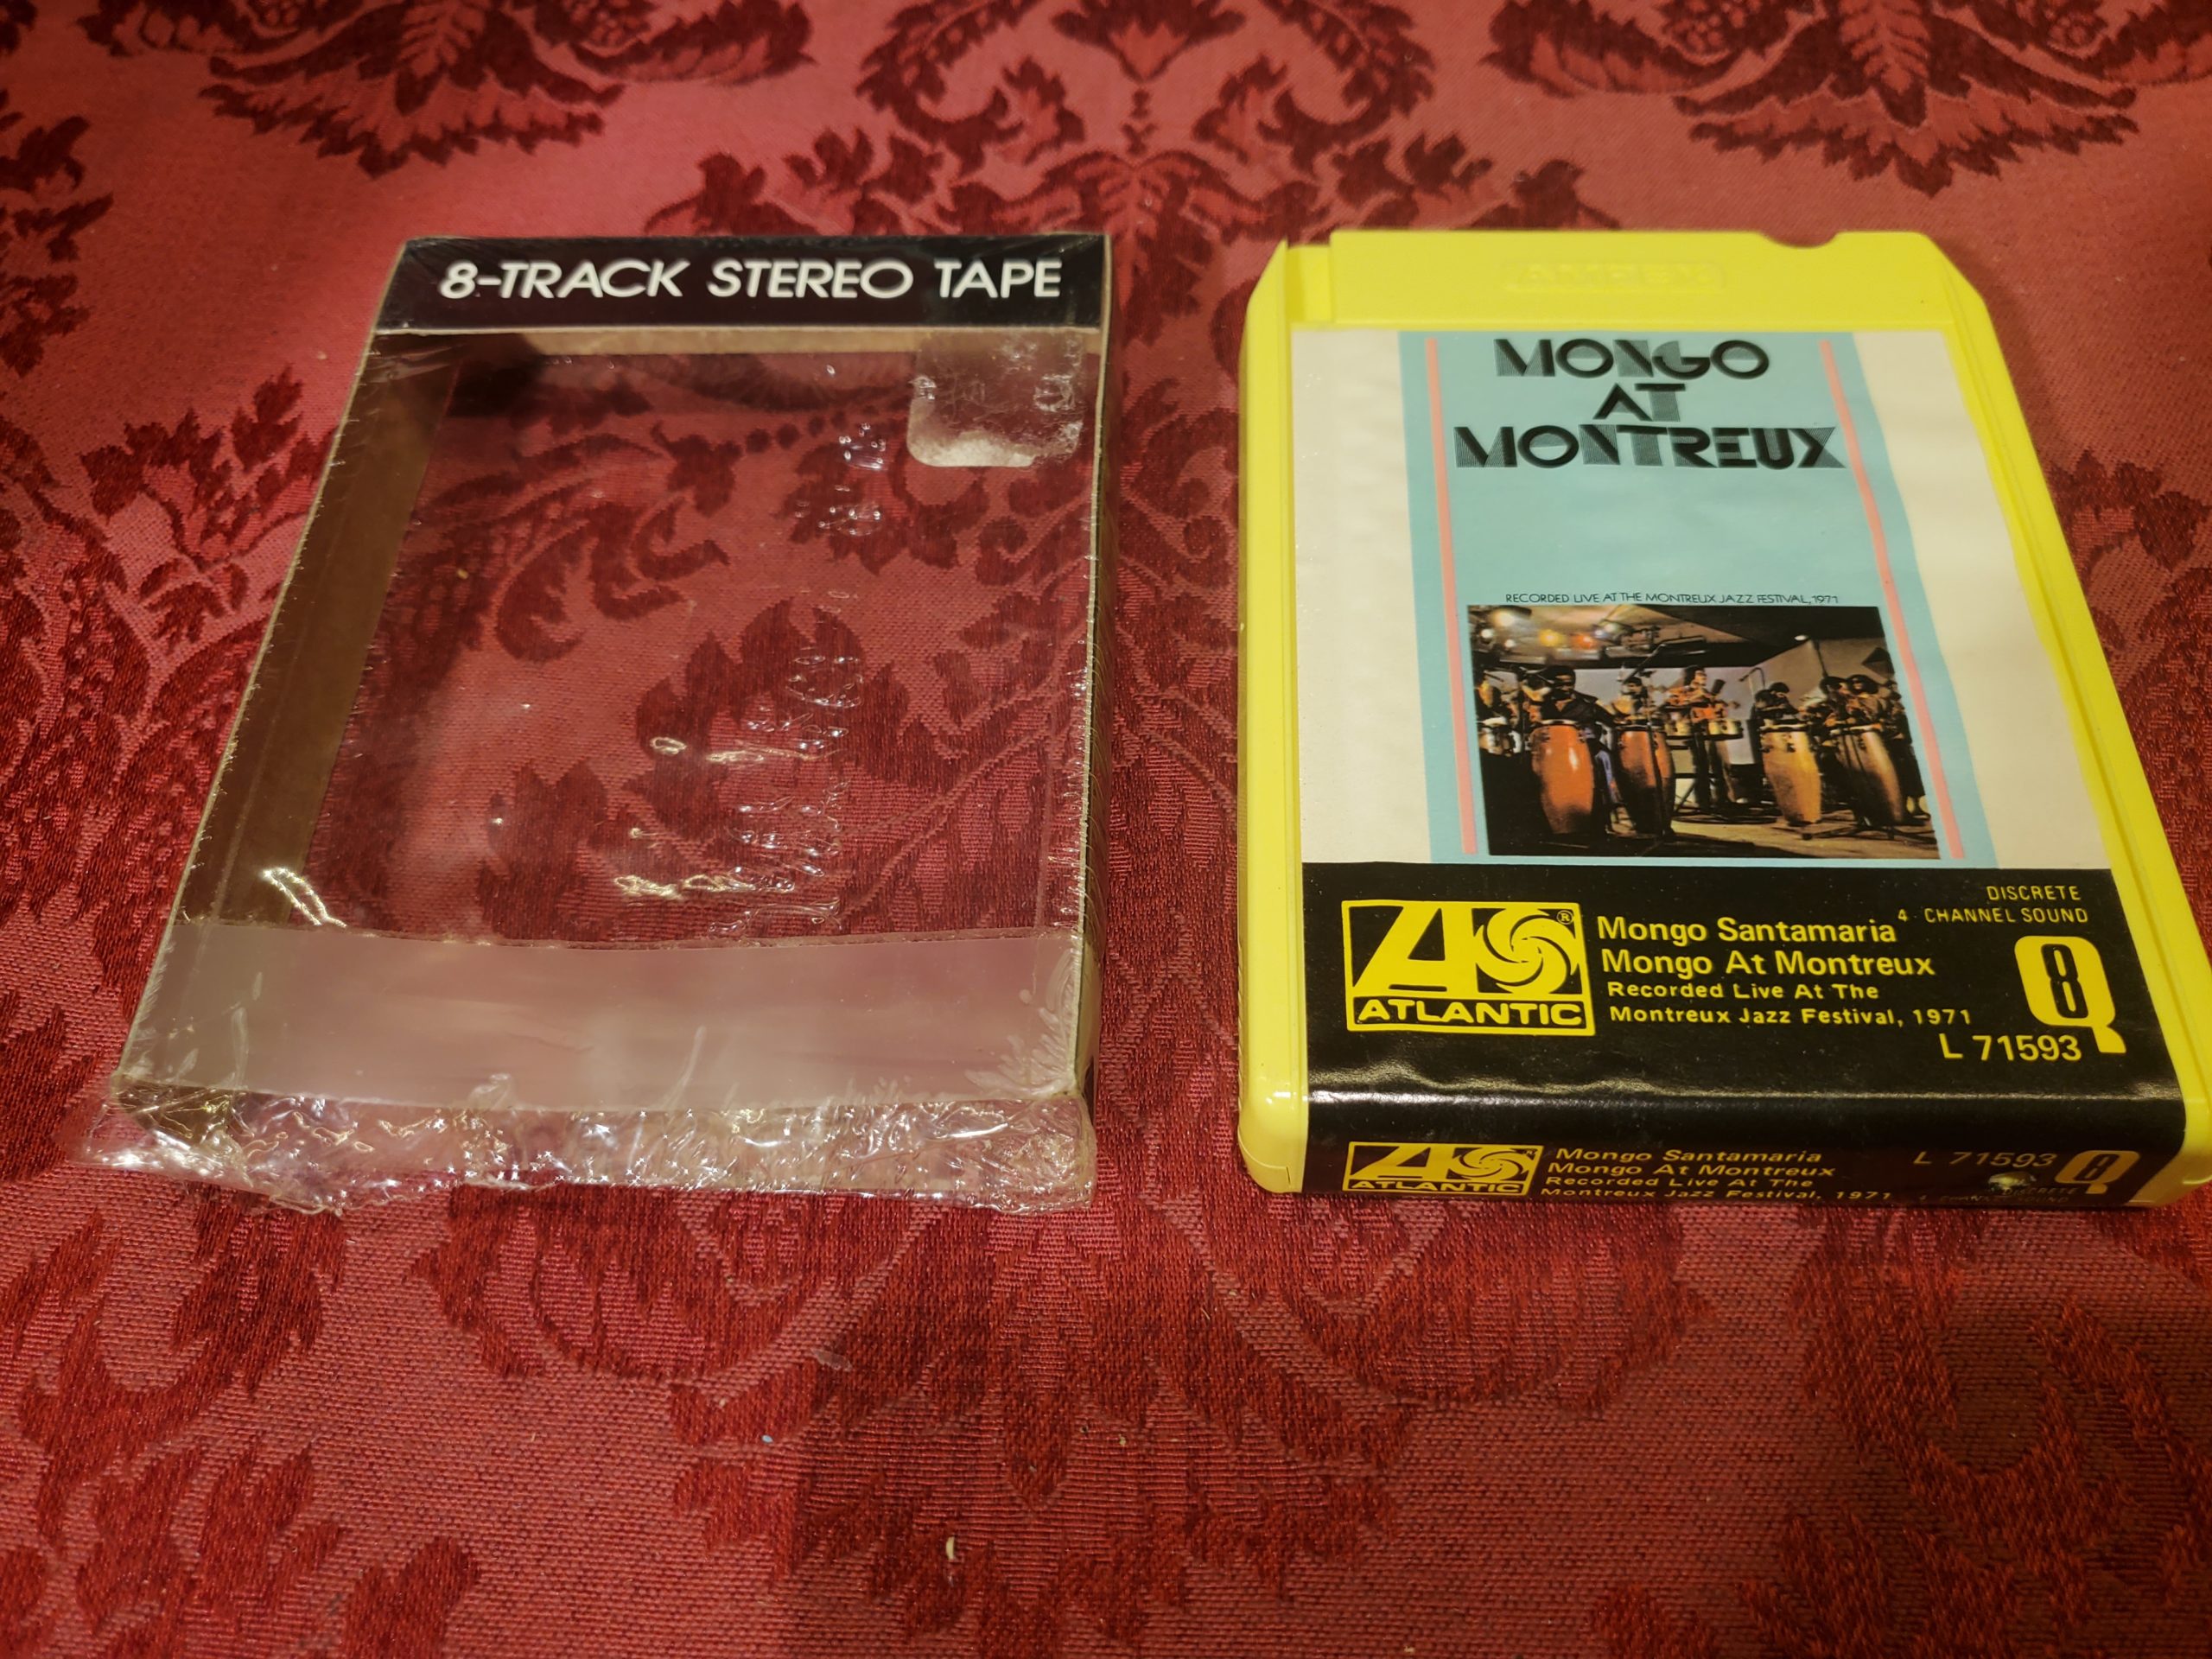 8-TRACK STEREO TAPE
AMPEX
MONGO
AT
MONTREUX
RECORDED LIVE AT THE MONTREUX JAZZ FESTIVAL, 1971
DISCRETE
4 CHANNEL SOUND
Q8
ATLANTIC
®
Mongo Santamaria
Mongo At Montreux
Recorded Live At The
Montreux Jazz Festival, 1971
L 71593
ATLANTIC
Mongo Santamaria
Mongo At Montreux
Recorded Live At The
Montreux Jazz Festival, 1971
L 71593
Q8
DISCRETE